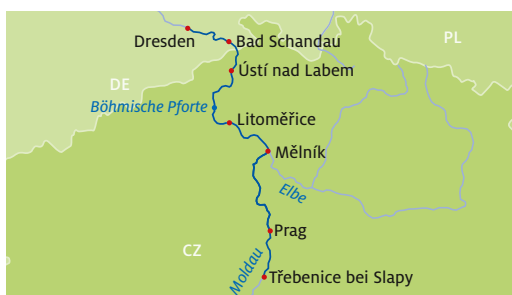 Dresden
Bad Schandau
PL
Ústí nad Labem
DE
Böhmische Pforte
Litoměřice
Mělník
Elbe
Prag
CZ
Moldau
Třebenice bei Slapy